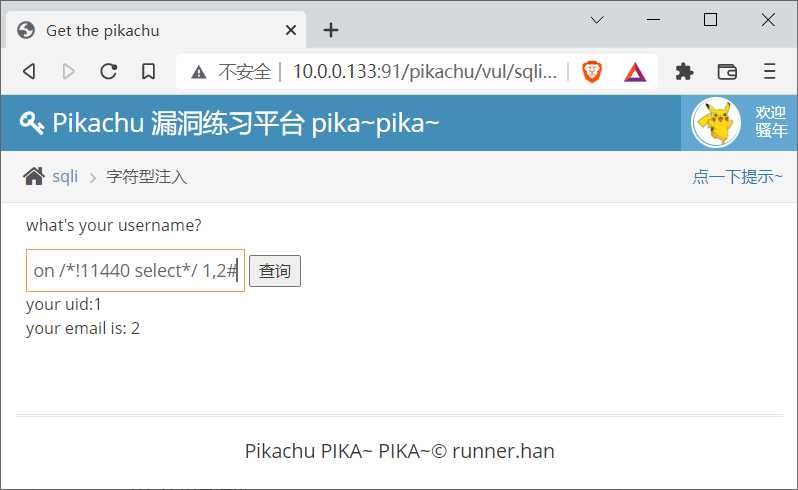 Get the pikachu
不安全 10.0.0.133:91/pikachu/vul/sqli...
Pikachu 漏洞练习平台 pika~pika~
欢迎
骚年
sqli 字符型注入
点一下提示~
what's your username?
on /*!11440 select*/ 1,2#
查询
your uid:1
your email is: 2
Pikachu PIKA~ PIKA~© runner.han